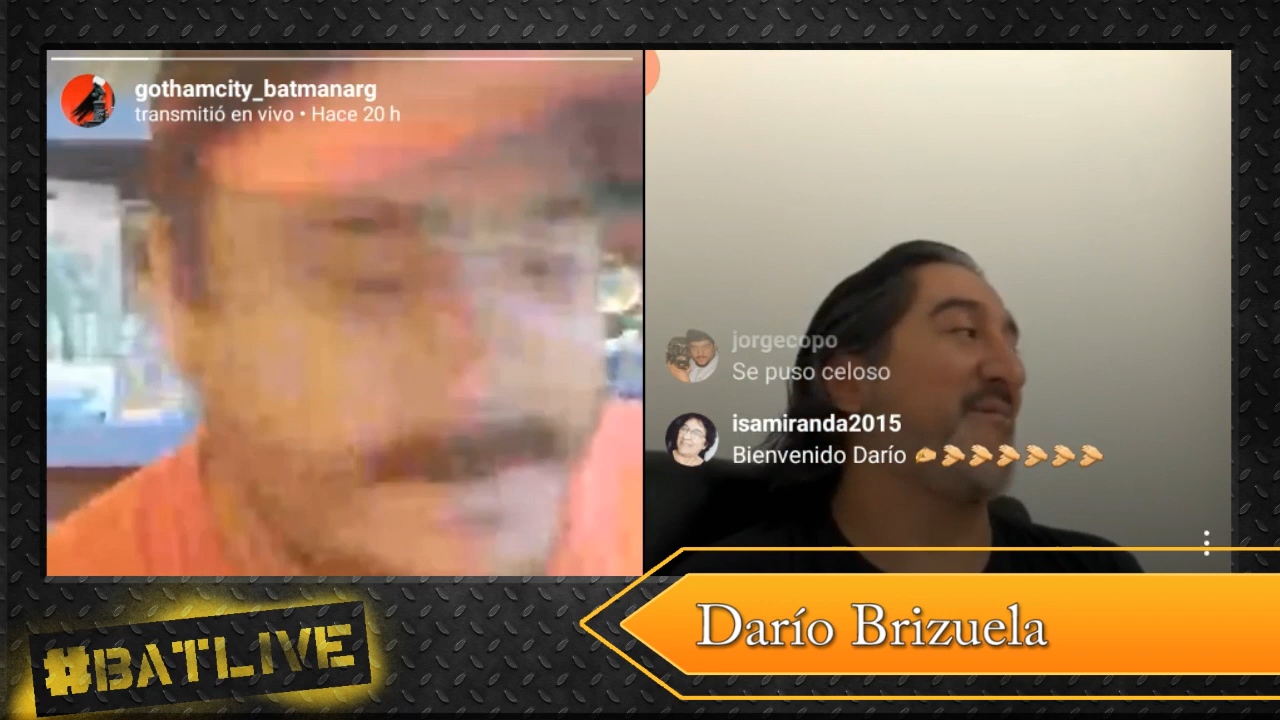 gothamcity_batmanarg
transmitió en vivo • Hace 20 h
jorgecopo
Se puso celoso
isamiranda2015
Bienvenido Darío 👏👏👏👏👏👏👏
Darío Brizuela
#BATLIVE